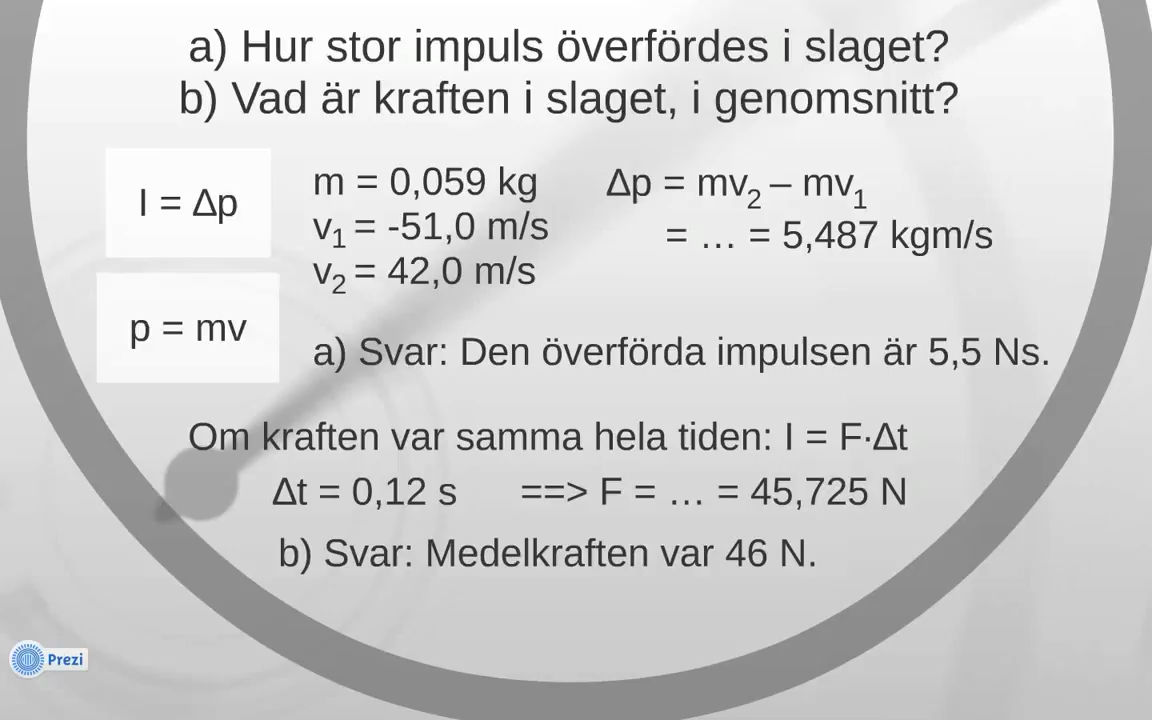 a) Hur stor impuls överfördes i slaget?
b) Vad är kraften i slaget, i genomsnitt?
I = Δp
p = mv
m = 0,059 kg
v₁ = -51,0 m/s
v₂ = 42,0 m/s
Δp = mv₂ – mv₁
= … = 5,487 kgm/s
a) Svar: Den överförda impulsen är 5,5 Ns.
Om kraften var samma hela tiden: I = F·Δt
Δt = 0,12 s ==> F = … = 45,725 N
b) Svar: Medelkraften var 46 N.
Prezi